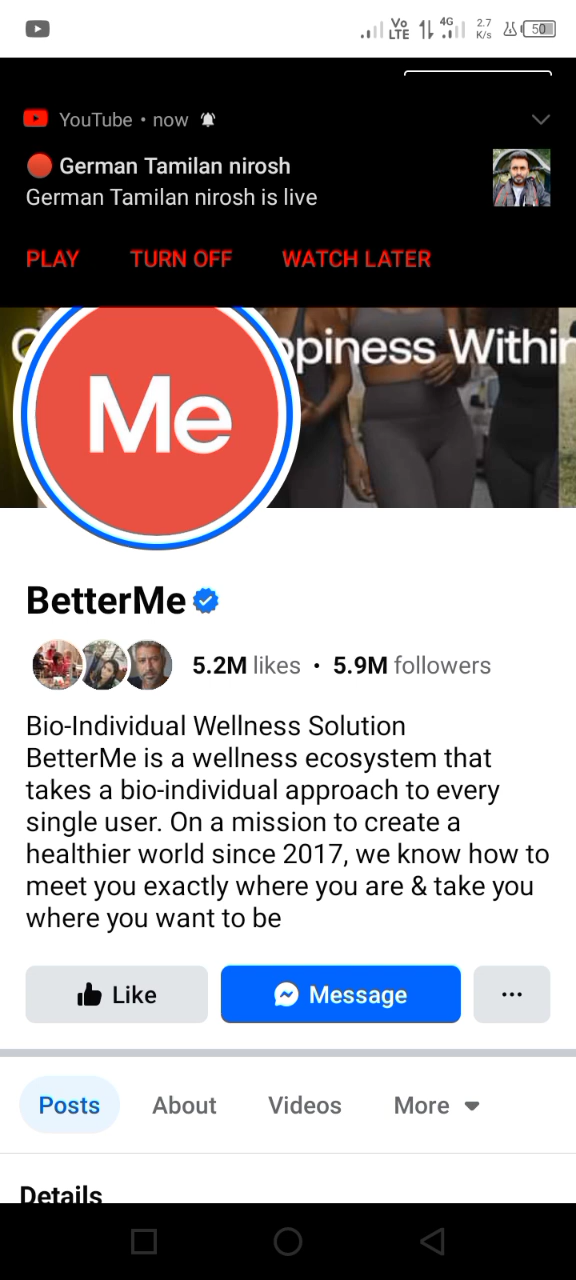 Vo LTE 4G 2.7 K/s 50
YouTube • now
🔴 German Tamilan nirosh
German Tamilan nirosh is live
PLAY TURN OFF WATCH LATER
Within
Me
BetterMe
5.2M likes • 5.9M followers
Bio-Individual Wellness Solution
BetterMe is a wellness ecosystem that
takes a bio-individual approach to every
single user. On a mission to create a
healthier world since 2017, we know how to
meet you exactly where you are & take you
where you want to be
Like Message ...
Posts About Videos More
Details